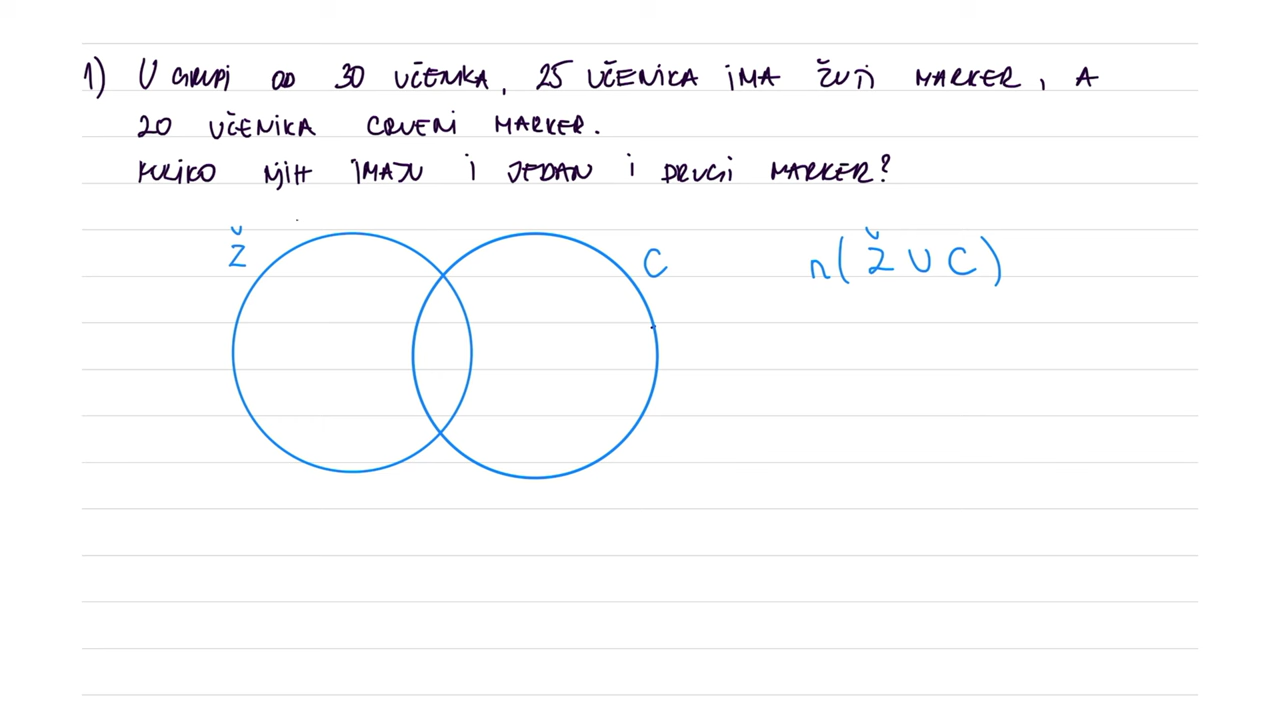 1) U GRUPI OD 30 UČENIKA, 25 UČENIKA IMA ŽUTI MARKER, A
20 UČENIKA CRVENI MARKER.
KOLIKO NJIH IMAJU I JEDAN I DRUGI MARKER?
Ž
C
n(Ž ∪ C)